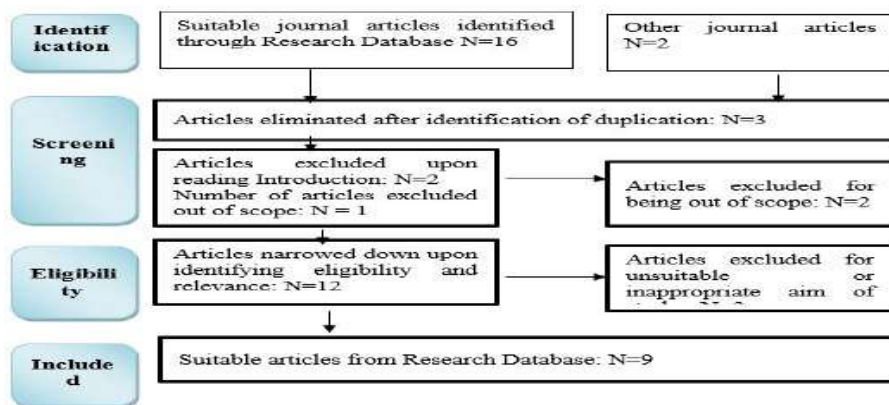 Identif
ication
Suitable journal articles identified
through Research Database N=16
Other journal articles
N=2
Screeni
ng
Articles eliminated after identification of duplication: N=3
Articles excluded upon
reading Introduction: N=2
Number of articles excluded
out of scope: N = 1
Articles excluded for
being out of scope: N=2
Eligibili
ty
Articles narrowed down upon
identifying eligibility and
relevance: N=12
Articles excluded for
unsuitable or
inappropriate aim of
Include
d
Suitable articles from Research Database: N=9